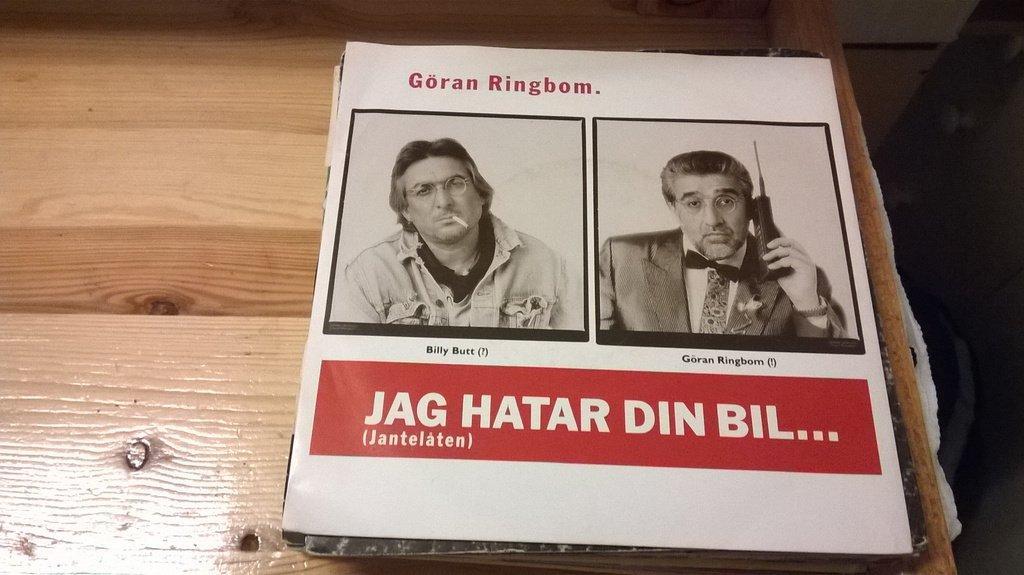 Göran Ringbom.
Billy Butt (?)
Göran Ringbom (!)
JAG HATAR DIN BIL...
(Jantelåten)